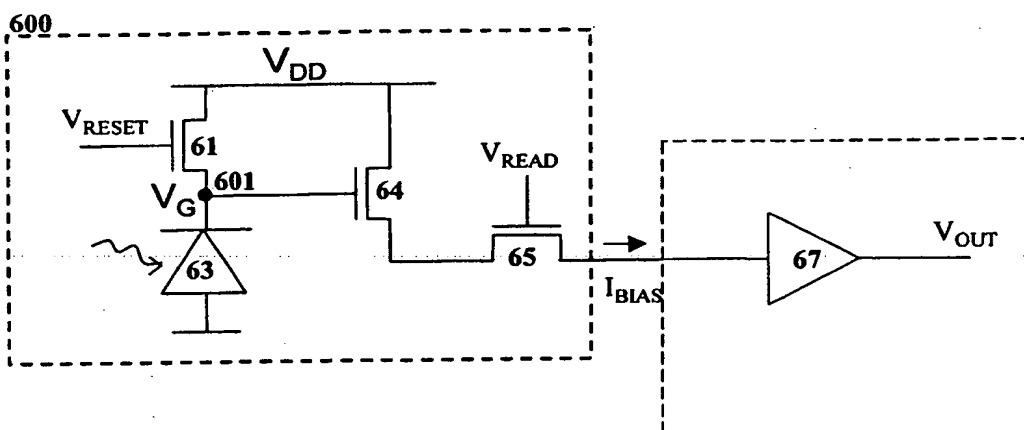 600
VDD
VRESET
61
VREAD
601
VG
64
VOUT
63
65
67
IBIAS